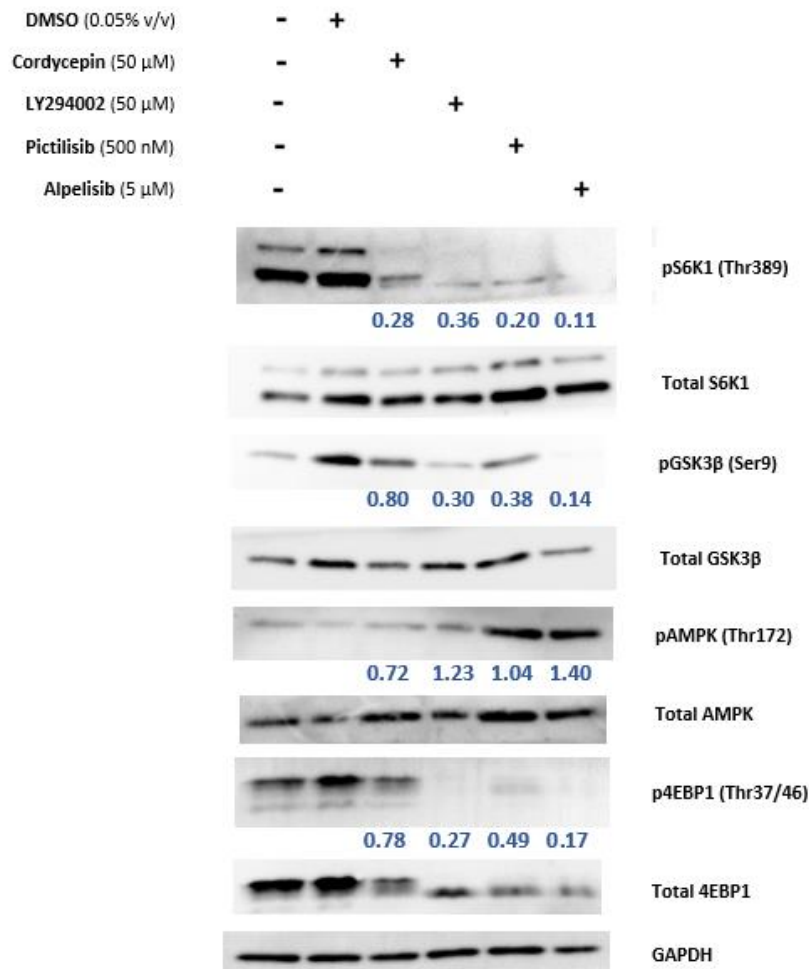 DMSO (0.05% v/v) - +
Cordycepin (50 µM) - +
LY294002 (50 µM) - +
Pictilisib (500 nM) - +
Alpelisib (5 µM) - +
pS6K1 (Thr389)
0.28 0.36 0.20 0.11
Total S6K1
pGSK3β (Ser9)
0.80 0.30 0.38 0.14
Total GSK3β
pAMPK (Thr172)
0.72 1.23 1.04 1.40
Total AMPK
p4EBP1 (Thr37/46)
0.78 0.27 0.49 0.17
Total 4EBP1
GAPDH